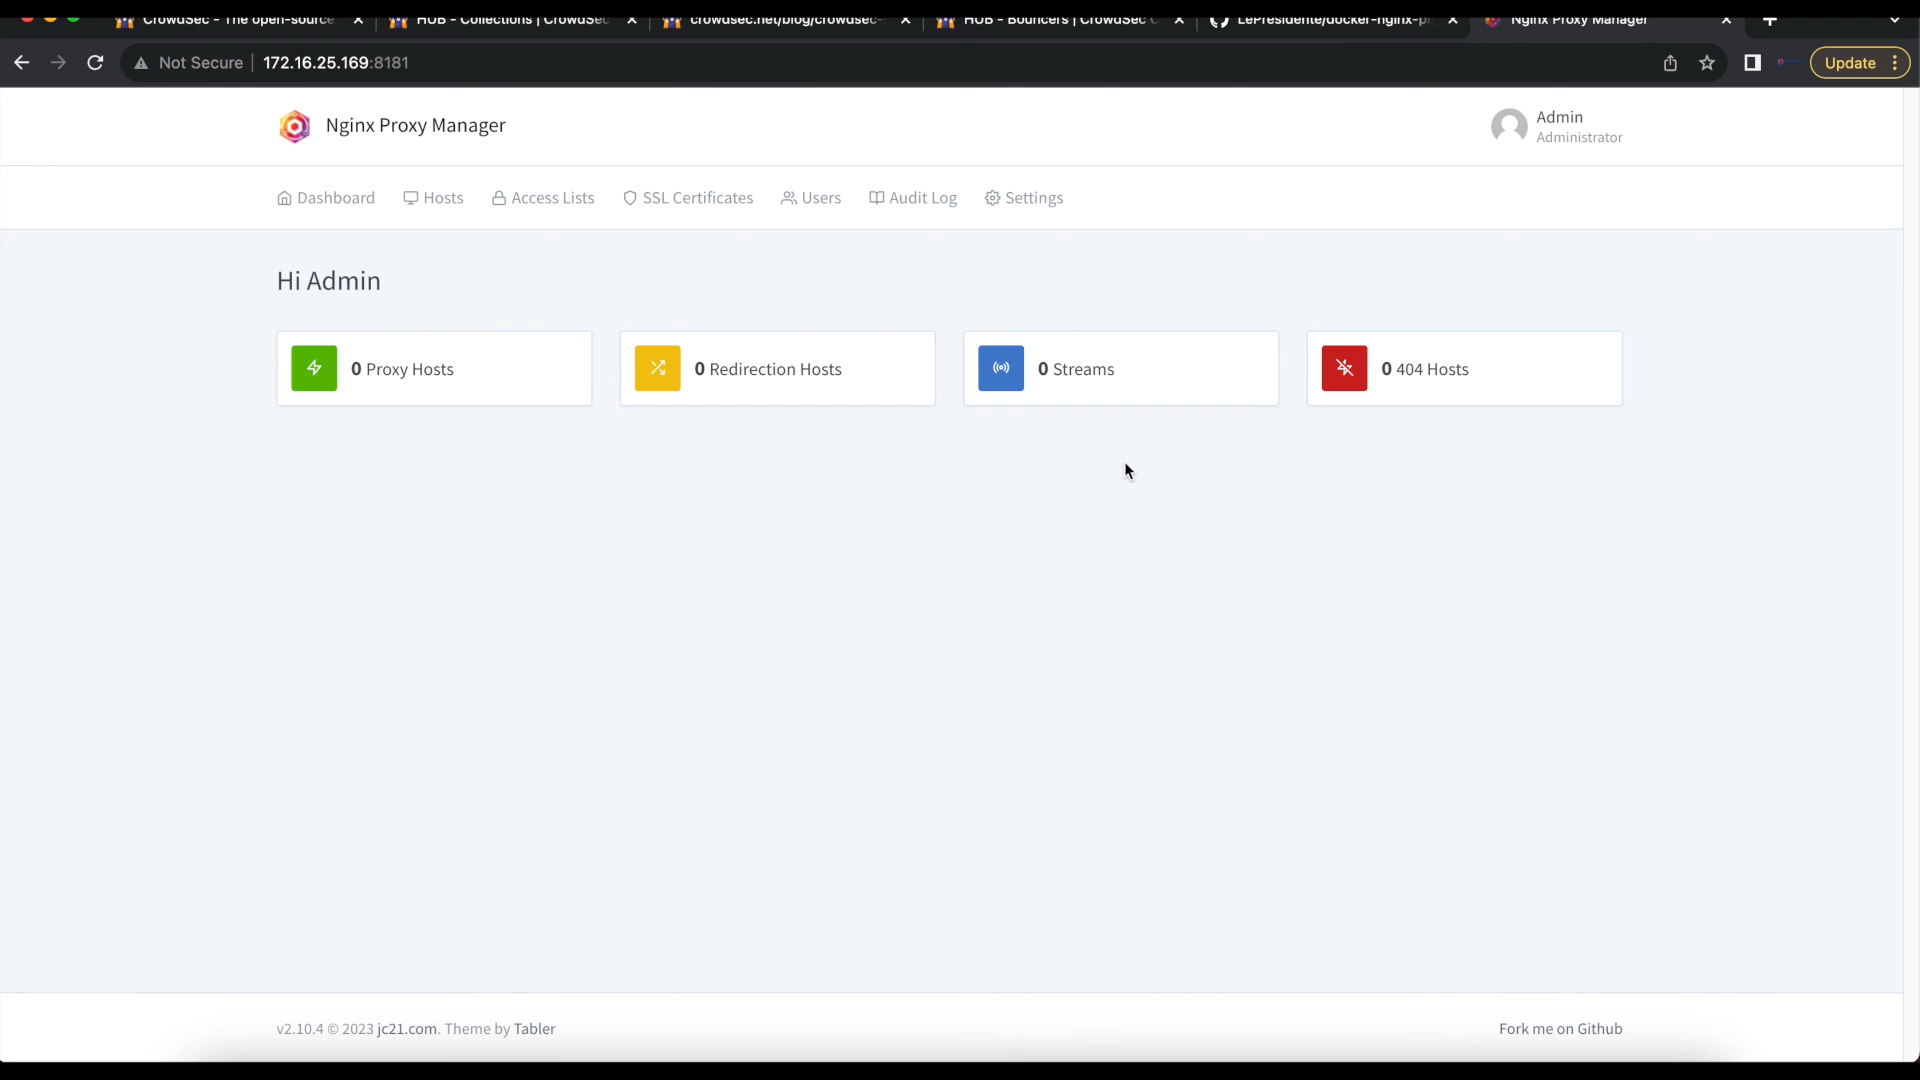 CrowdSec - The open-source
HUB - Collections | CrowdSec
crowdsec.net/blog/crowdsec-
HUB - Bouncers | CrowdSec
LePresidente/docker-nginx-p
Nginx Proxy Manager
Not Secure
172.16.25.169:8181
Update
Nginx Proxy Manager
Admin
Administrator
Dashboard
Hosts
Access Lists
SSL Certificates
Users
Audit Log
Settings
Hi Admin
0 Proxy Hosts
0 Redirection Hosts
0 Streams
0 404 Hosts
v2.10.4 © 2023 jc21.com. Theme by Tabler
Fork me on Github